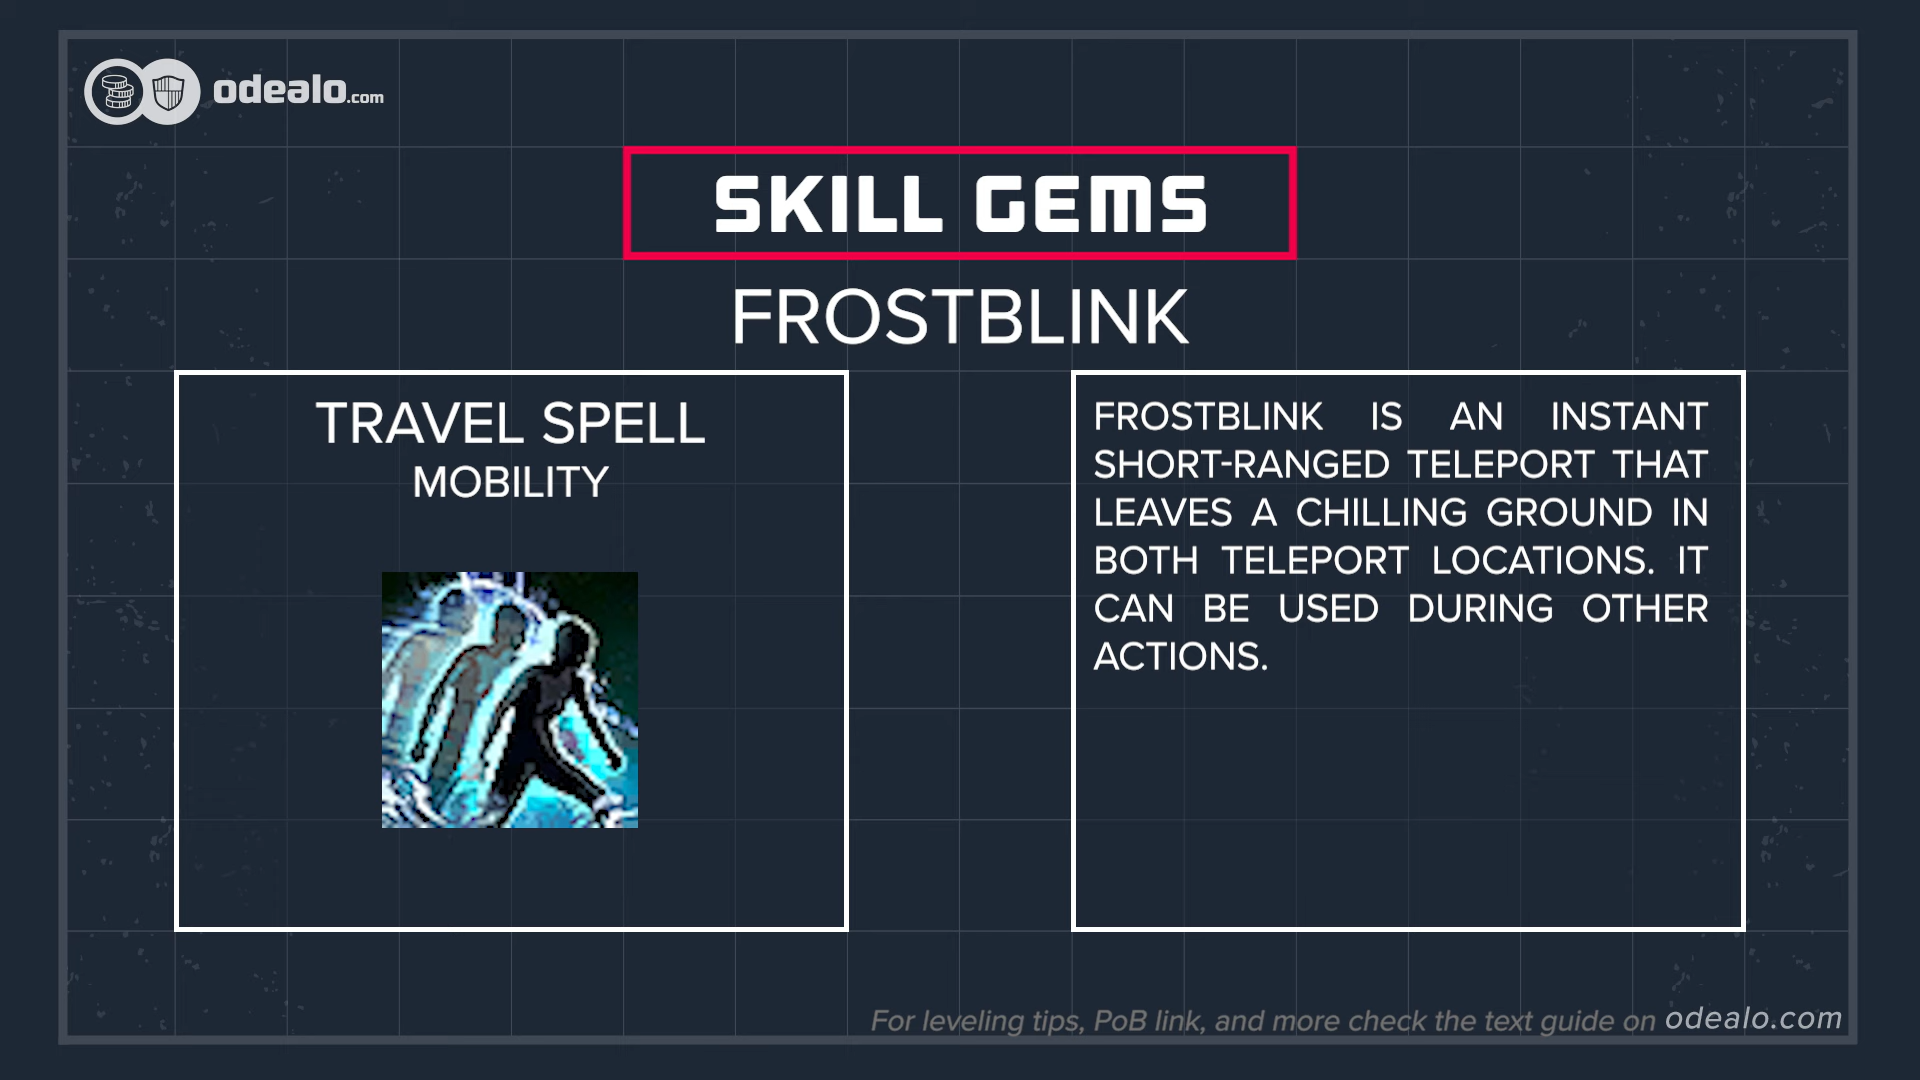 odealo.com
SKILL GEMS
FROSTBLINK
TRAVEL SPELL
MOBILITY
FROSTBLINK IS AN INSTANT
SHORT-RANGED TELEPORT THAT
LEAVES A CHILLING GROUND IN
BOTH TELEPORT LOCATIONS. IT
CAN BE USED DURING OTHER
ACTIONS.
For leveling tips, PoB link, and more check the text guide on odealo.com